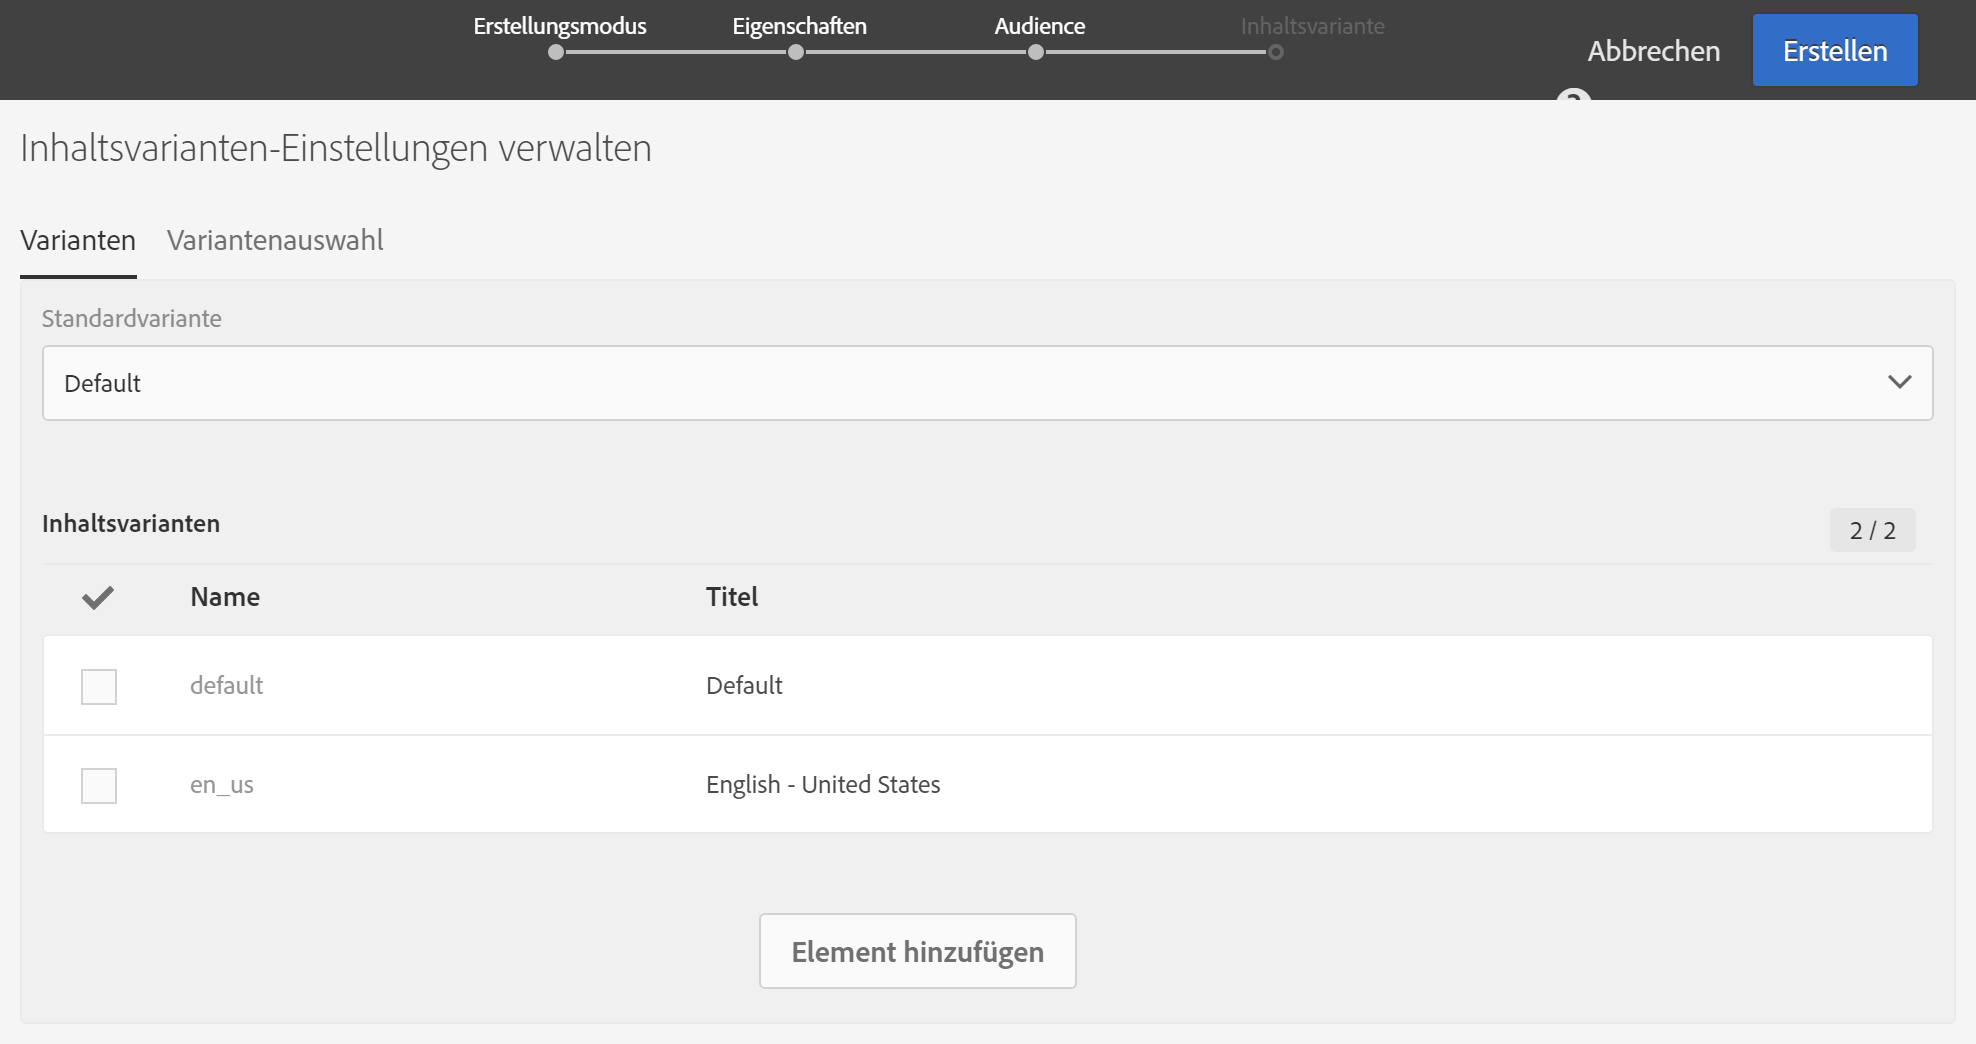 Erstellungsmodus
Eigenschaften
Audience
Inhaltsvariante
Abbrechen
Erstellen
Inhaltsvarianten-Einstellungen verwalten
Varianten
Variantenauswahl
Standardvariante
Default
Inhaltsvarianten
2 / 2
Name
Titel
default
Default
en_us
English - United States
Element hinzufügen